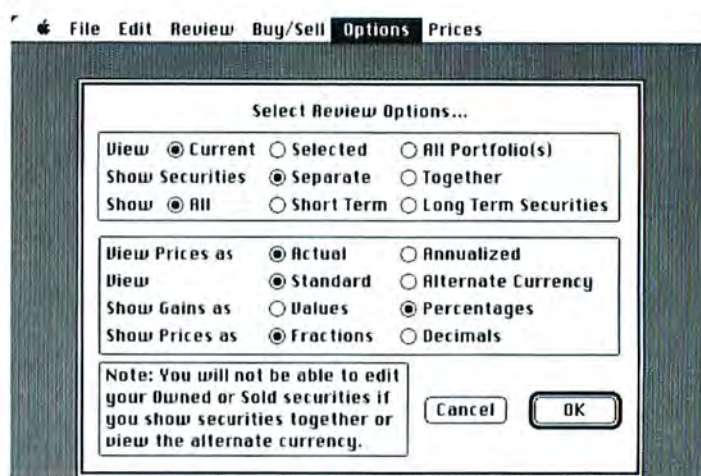 File Edit Review Buy/Sell Options Prices
Select Review Options...
View Current Selected All Portfolio(s)
Show Securities Separate Together
Show All Short Term Long Term Securities
View Prices as Actual Annualized
View Standard Alternate Currency
Show Gains as Values Percentages
Show Prices as Fractions Decimals
Note: You will not be able to edit
your Owned or Sold securities if
you show securities together or
view the alternate currency.
Cancel OK